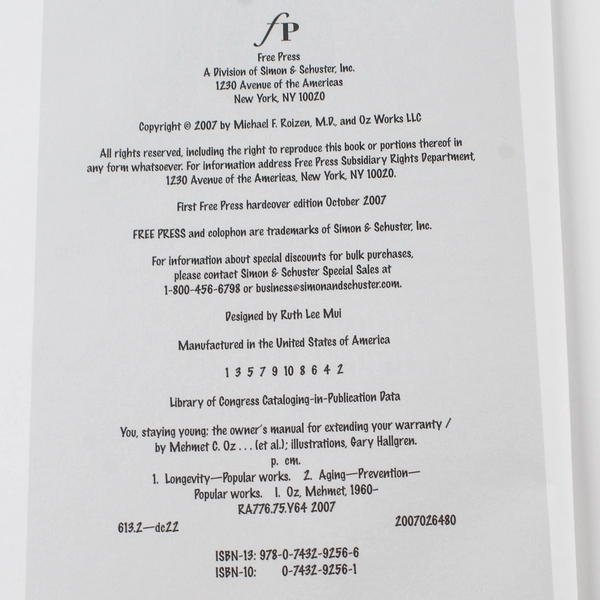 fP
Free Press
A Division of Simon & Schuster, Inc.
1230 Avenue of the Americas
New York, NY 10020
Copyright © 2007 by Michael F. Roizen, M.D., and Oz Works LLC
All rights reserved, including the right to reproduce this book or portions thereof in
any form whatsoever. For information address Free Press Subsidiary Rights Department,
1230 Avenue of the Americas, New York, NY 10020.
First Free Press hardcover edition October 2007
FREE PRESS and colophon are trademarks of Simon & Schuster, Inc.
For information about special discounts for bulk purchases,
please contact Simon & Schuster Special Sales at
1-800-456-6798 or business@simonandschuster.com.
Designed by Ruth Lee Mui
Manufactured in the United States of America
1 3 5 7 9 10 8 6 4 2
Library of Congress Cataloging-in-Publication Data
You, staying young: the owner's manual for extending your warranty /
by Mehmet C. Oz . . . (et al.); illustrations, Gary Hallgren.
p. cm.
1. Longevity—Popular works. 2. Aging—Prevention—
Popular works. I. Oz, Mehmet, 1960–
RA776.75.Y64 2007
613.2—dc22 2007026480
ISBN-13: 978-0-7432-9256-6
ISBN-10: 0-7432-9256-1